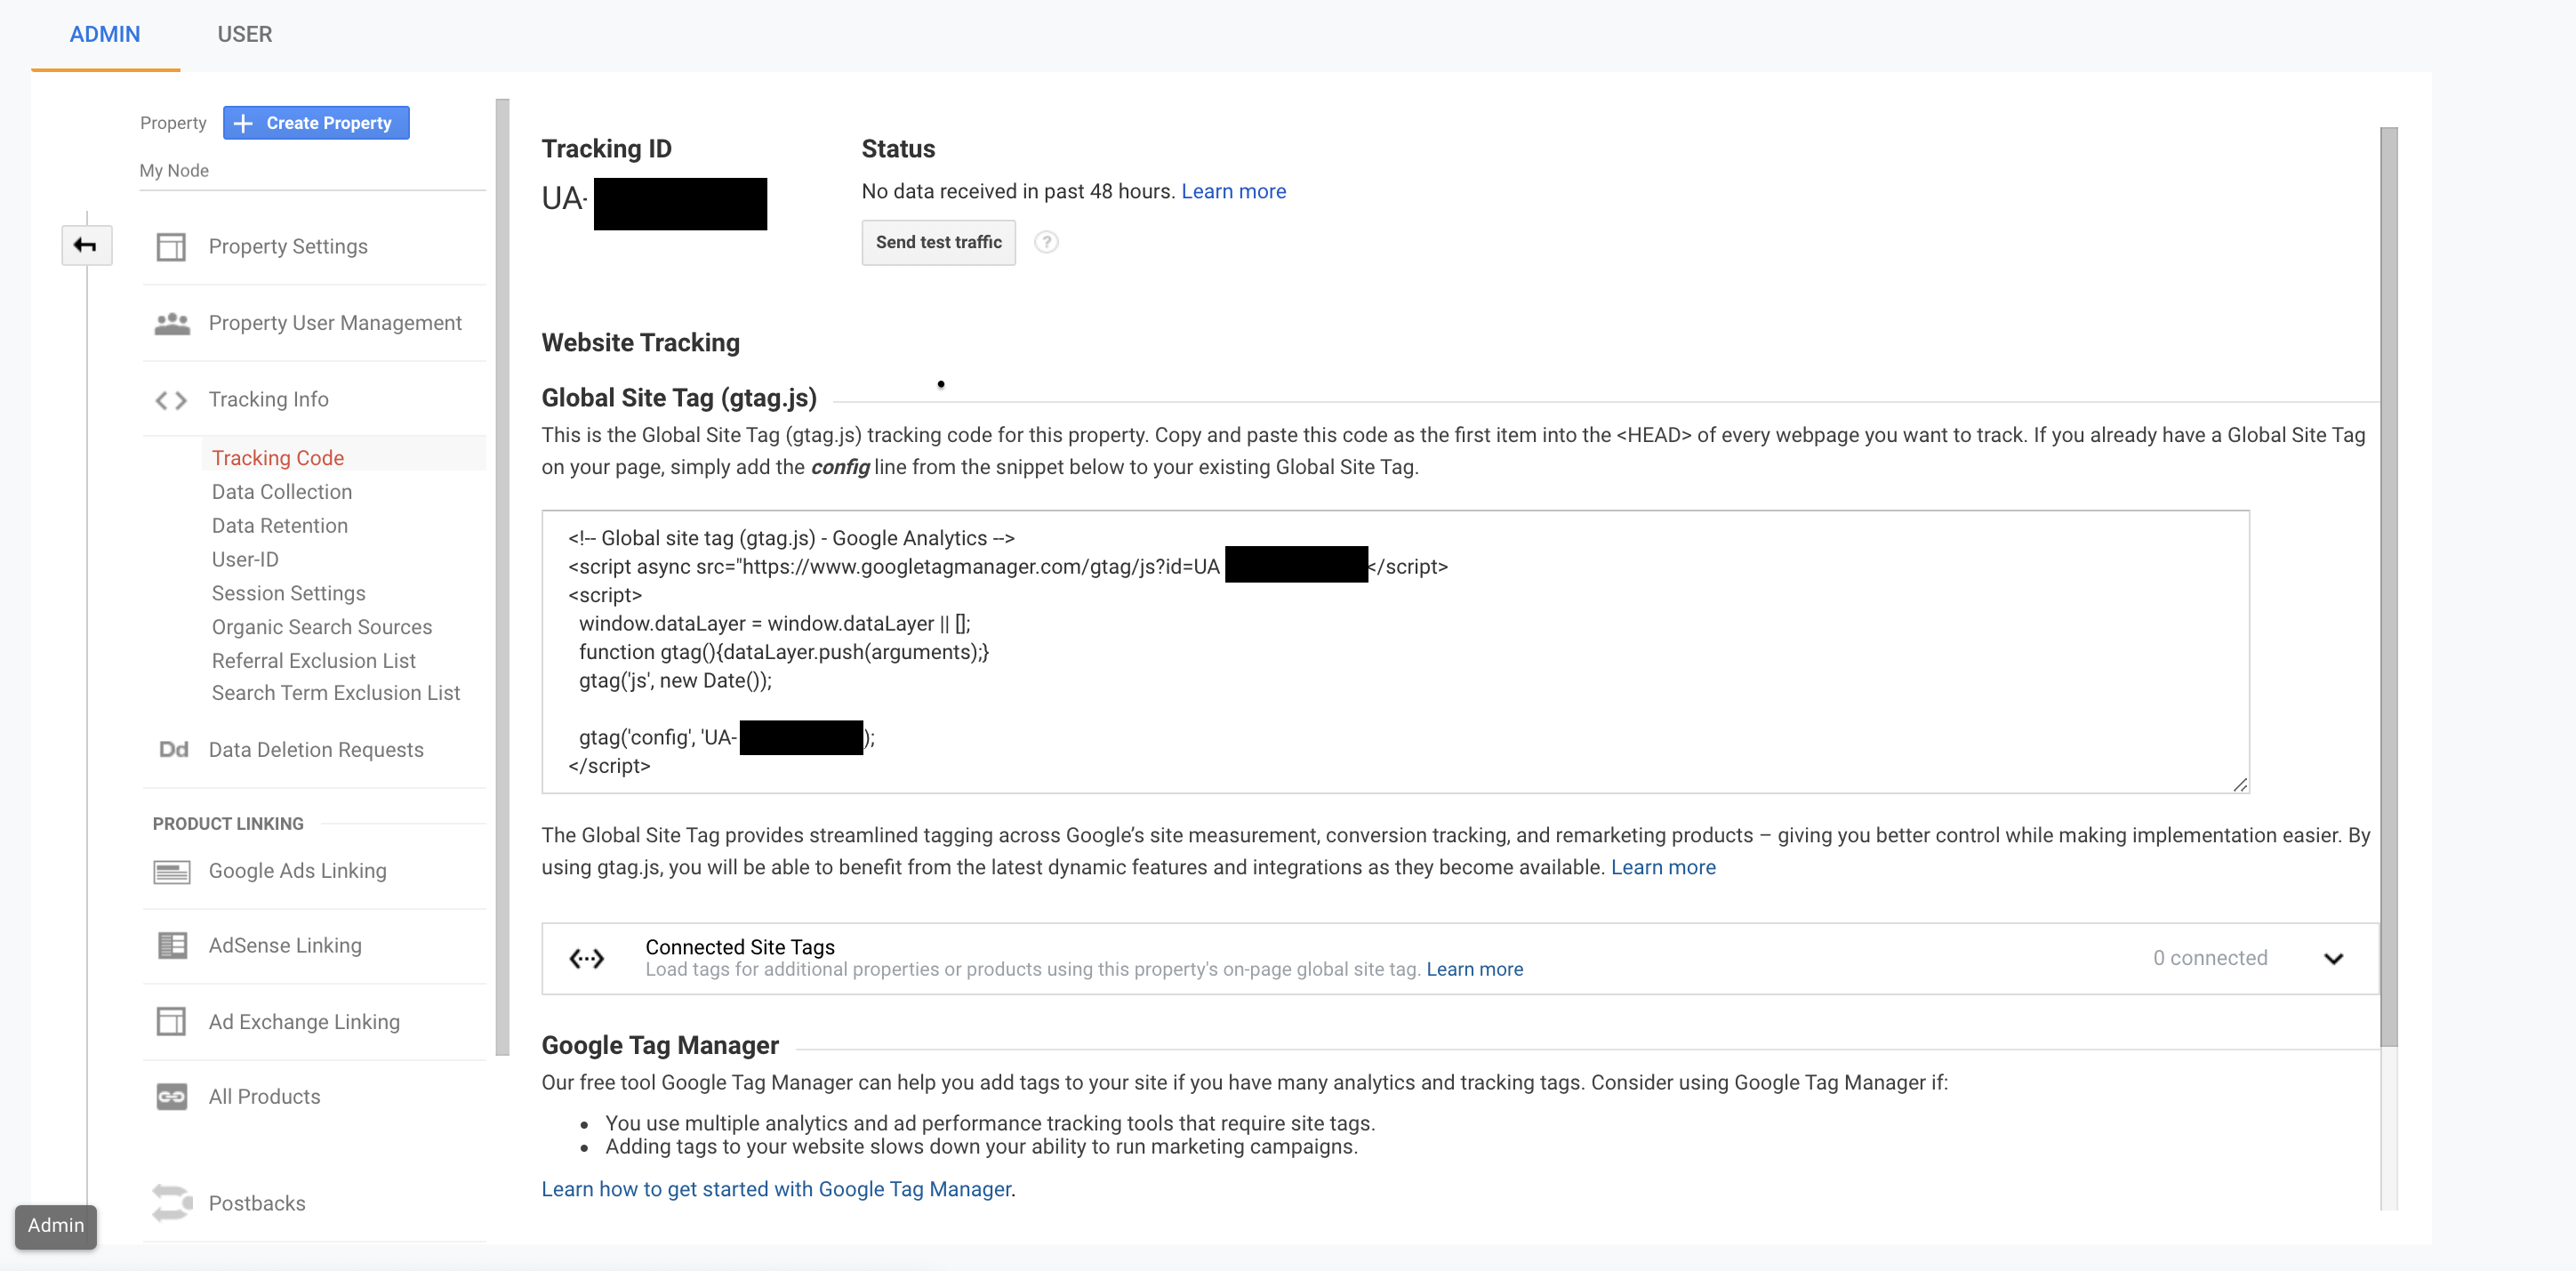 ADMIN
USER
Property
Create Property
My Node
Property Settings
Property User Management
Tracking Info
Tracking Code
Data Collection
Data Retention
User-ID
Session Settings
Organic Search Sources
Referral Exclusion List
Search Term Exclusion List
Dd
Data Deletion Requests
PRODUCT LINKING
Google Ads Linking
AdSense Linking
Ad Exchange Linking
All Products
Postbacks
Admin
Tracking ID
UA-
Status
No data received in past 48 hours. Learn more
Send test traffic
?
Website Tracking
Global Site Tag (gtag.js)
This is the Global Site Tag (gtag.js) tracking code for this property. Copy and paste this code as the first item into the <HEAD> of every webpage you want to track. If you already have a Global Site Tag
on your page, simply add the config line from the snippet below to your existing Global Site Tag.
<!-- Global site tag (gtag.js) - Google Analytics -->
<script async src="https://www.googletagmanager.com/gtag/js?id=UA </script>
<script>
window.dataLayer = window.dataLayer || [];
function gtag(){dataLayer.push(arguments);}
gtag('js', new Date());
gtag('config', 'UA- );
</script>
The Global Site Tag provides streamlined tagging across Google’s site measurement, conversion tracking, and remarketing products – giving you better control while making implementation easier. By
using gtag.js, you will be able to benefit from the latest dynamic features and integrations as they become available. Learn more
Connected Site Tags
Load tags for additional properties or products using this property's on-page global site tag. Learn more
0 connected
Google Tag Manager
Our free tool Google Tag Manager can help you add tags to your site if you have many analytics and tracking tags. Consider using Google Tag Manager if:
• You use multiple analytics and ad performance tracking tools that require site tags.
• Adding tags to your website slows down your ability to run marketing campaigns.
Learn how to get started with Google Tag Manager.